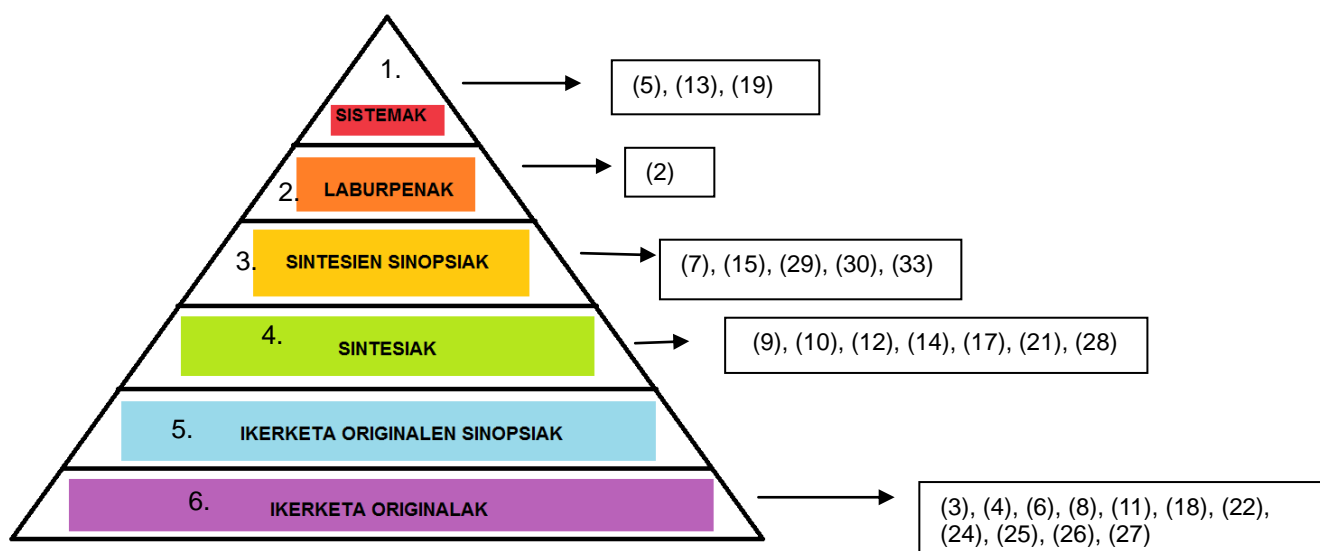 1.
SISTEMAK
(5), (13), (19)
2.
LABURPENAK
(2)
3.
SINTESIEN SINOPSIAK
(7), (15), (29), (30), (33)
4.
SINTESIAK
(9), (10), (12), (14), (17), (21), (28)
5.
IKERKETA ORIGINALEN SINOPSIAK
6.
IKERKETA ORIGINALAK
(3), (4), (6), (8), (11), (18), (22),
(24), (25), (26), (27)